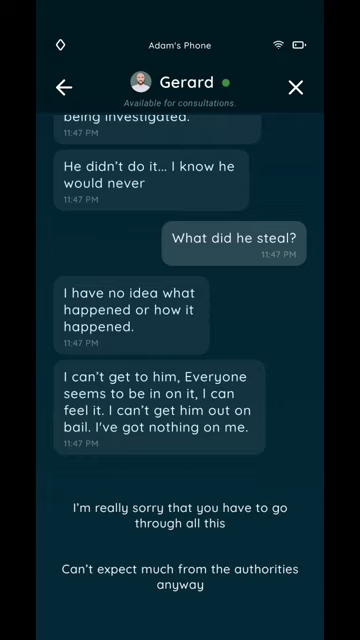 Adam's Phone
Gerard
Available for consultations.
being investigated.
11:47 PM
He didn't do it... I know he
would never
11:47 PM
What did he steal?
11:47 PM
I have no idea what
happened or how it
happened.
11:47 PM
I can't get to him, Everyone
seems to be in on it, I can
feel it. I can't get him out on
bail. I've got nothing on me.
11:47 PM
I'm really sorry that you have to go
through all this
Can't expect much from the authorities
anyway